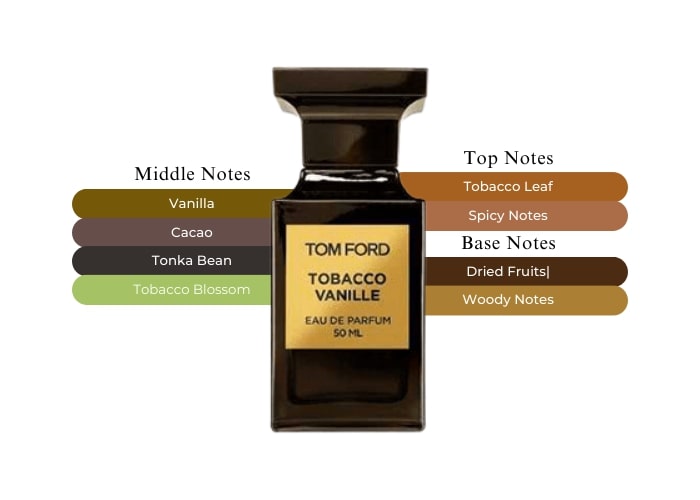 Middle Notes
Vanilla
Cacao
Tonka Bean
Tobacco Blossom
TOM FORD
TOBACCO
VANILLE
EAU DE PARFUM
50 ML
Top Notes
Tobacco Leaf
Spicy Notes
Base Notes
Dried Fruits|
Woody Notes